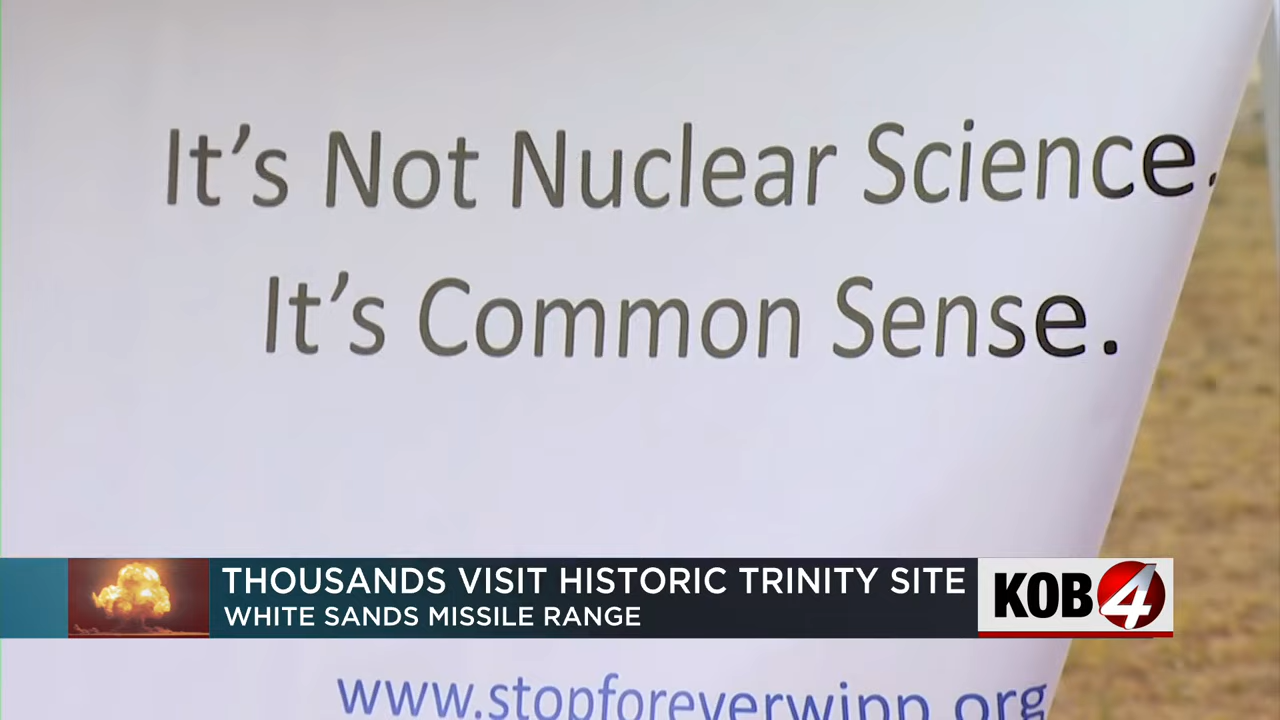 It's Not Nuclear Science.
It's Common Sense.
THOUSANDS VISIT HISTORIC TRINITY SITE
WHITE SANDS MISSILE RANGE
KOB 4
www.stopforeverwipp.org